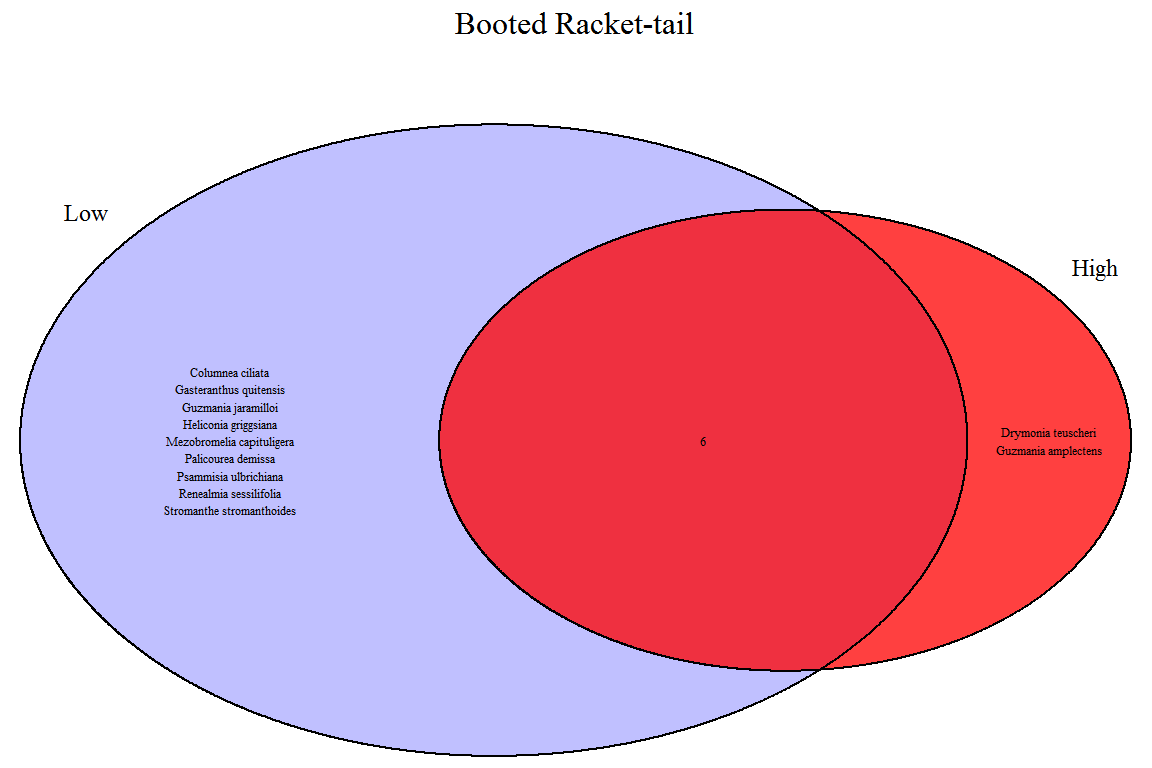 Booted Racket-tail
Low
High
Columnea ciliata
Gasteranthus quitensis
Guzmania jaramilloi
Heliconia griggsiana
Mezobromelia capituligera
Palicourea demissa
Psammisia ulbrichiana
Renealmia sessilifolia
Stromanthe stromanthoides
6
Drymonia teuscheri
Guzmania amplectens